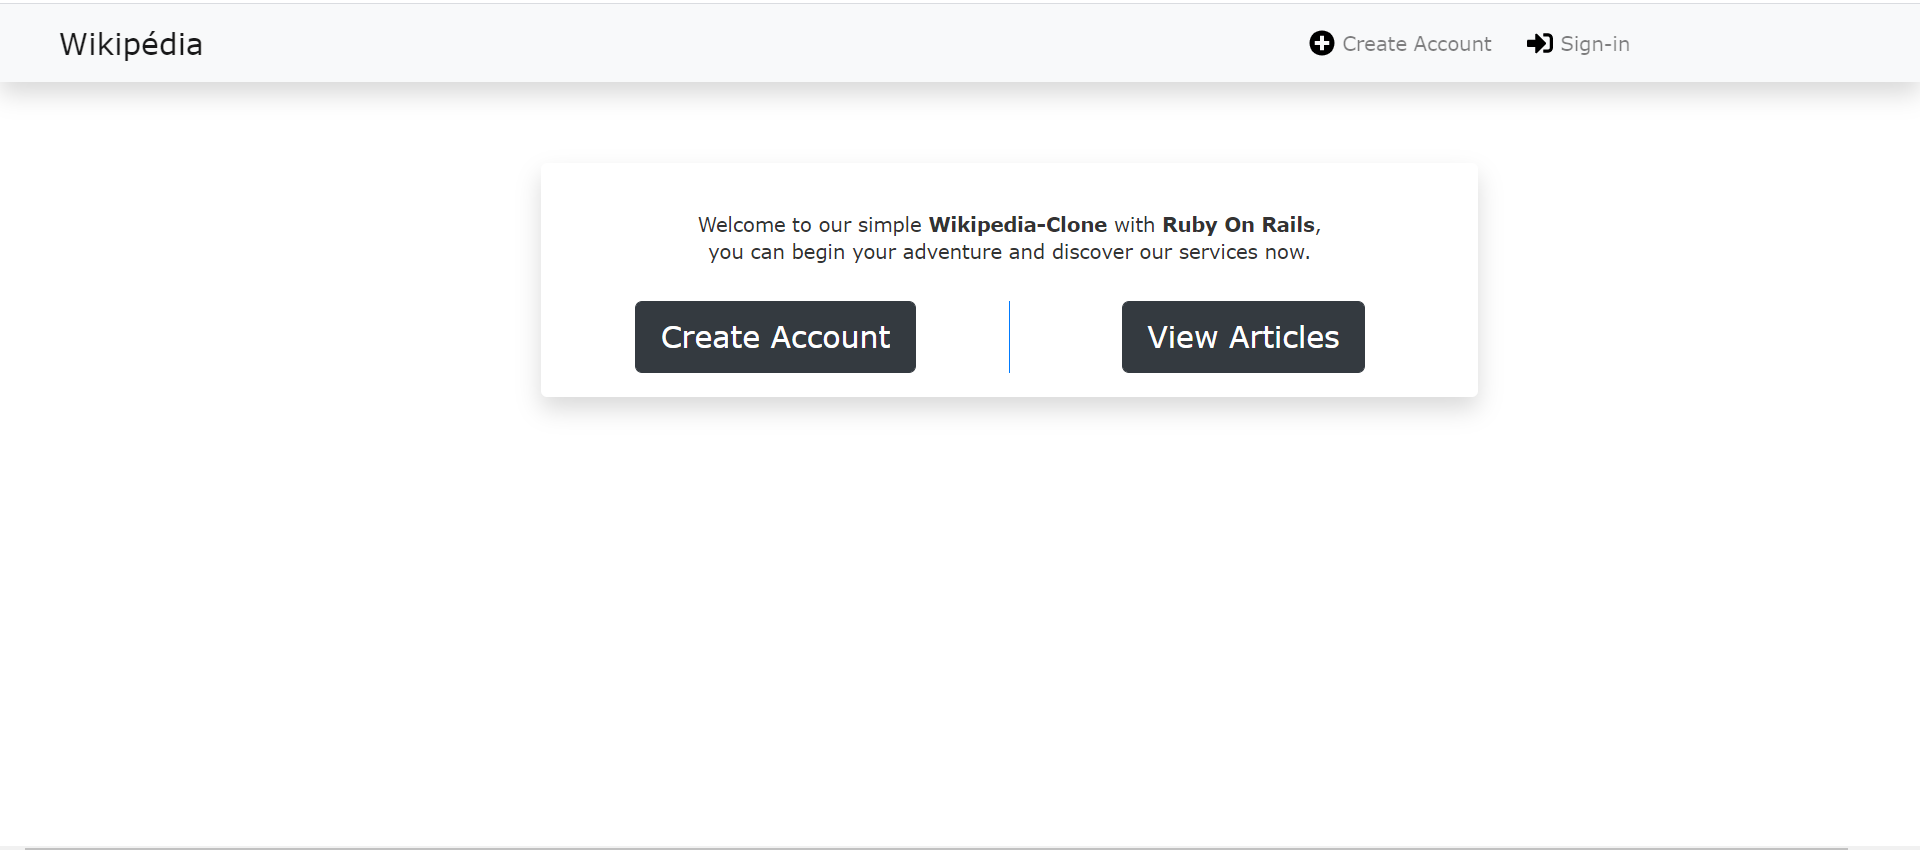 Wikipédia
Create Account
Sign-in
Welcome to our simple Wikipedia-Clone with Ruby On Rails,
you can begin your adventure and discover our services now.
Create Account
View Articles